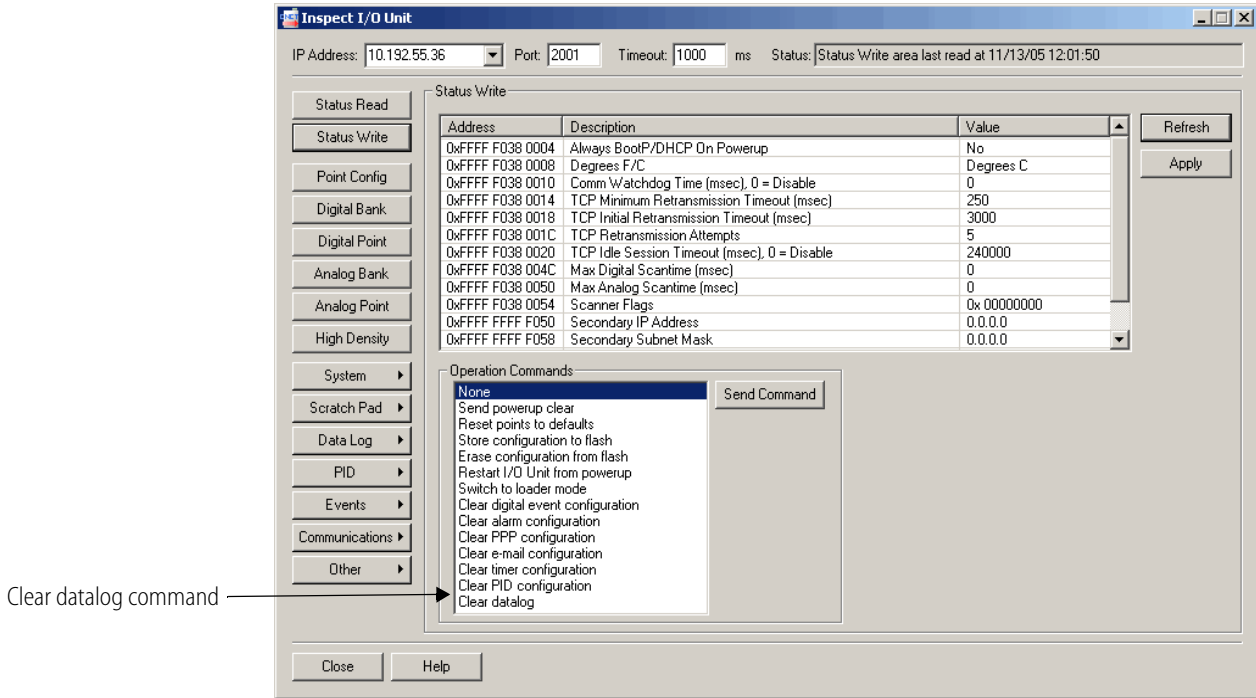 Inspect I/O Unit
IP Address: 10.192.55.36 Port: 2001 Timeout: 1000 ms Status: Status Write area last read at 11/13/05 12:01:50
Status Read
Status Write
Point Config
Digital Bank
Digital Point
Analog Bank
Analog Point
High Density
System
Scratch Pad
Data Log
PID
Events
Communications
Other
Status Write
Address Description Value
0xFFFF F038 0004 Always BootP/DHCP On Powerup No
0xFFFF F038 0008 Degrees F/C Degrees C
0xFFFF F038 0010 Comm Watchdog Time (msec), 0 = Disable 0
0xFFFF F038 0014 TCP Minimum Retransmission Timeout (msec) 250
0xFFFF F038 0018 TCP Initial Retransmission Timeout (msec) 3000
0xFFFF F038 001C TCP Retransmission Attempts 5
0xFFFF F038 0020 TCP Idle Session Timeout (msec), 0 = Disable 240000
0xFFFF F038 004C Max Digital Scantime (msec) 0
0xFFFF F038 0050 Max Analog Scantime (msec) 0
0xFFFF F038 0054 Scanner Flags 0x 00000000
0xFFFF FFFF F050 Secondary IP Address 0.0.0.0
0xFFFF FFFF F058 Secondary Subnet Mask 0.0.0.0
Refresh
Apply
Operation Commands
None
Send powerup clear
Reset points to defaults
Store configuration to flash
Erase configuration from flash
Restart I/O Unit from powerup
Switch to loader mode
Clear digital event configuration
Clear alarm configuration
Clear PPP configuration
Clear e-mail configuration
Clear timer configuration
Clear PID configuration
Clear datalog
Send Command
Clear datalog command
Close Help